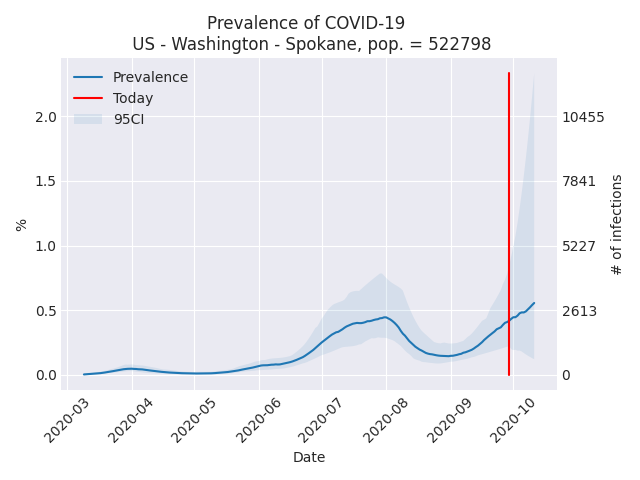 Prevalence of COVID-19
US - Washington - Spokane, pop. = 522798
Prevalence
Today
95CI
2.0
1.5
1.0
0.5
0.0
%
10455
7841
5227
2613
0
# of infections
2020-03
2020-04
2020-05
2020-06
2020-07
2020-08
2020-09
2020-10
Date